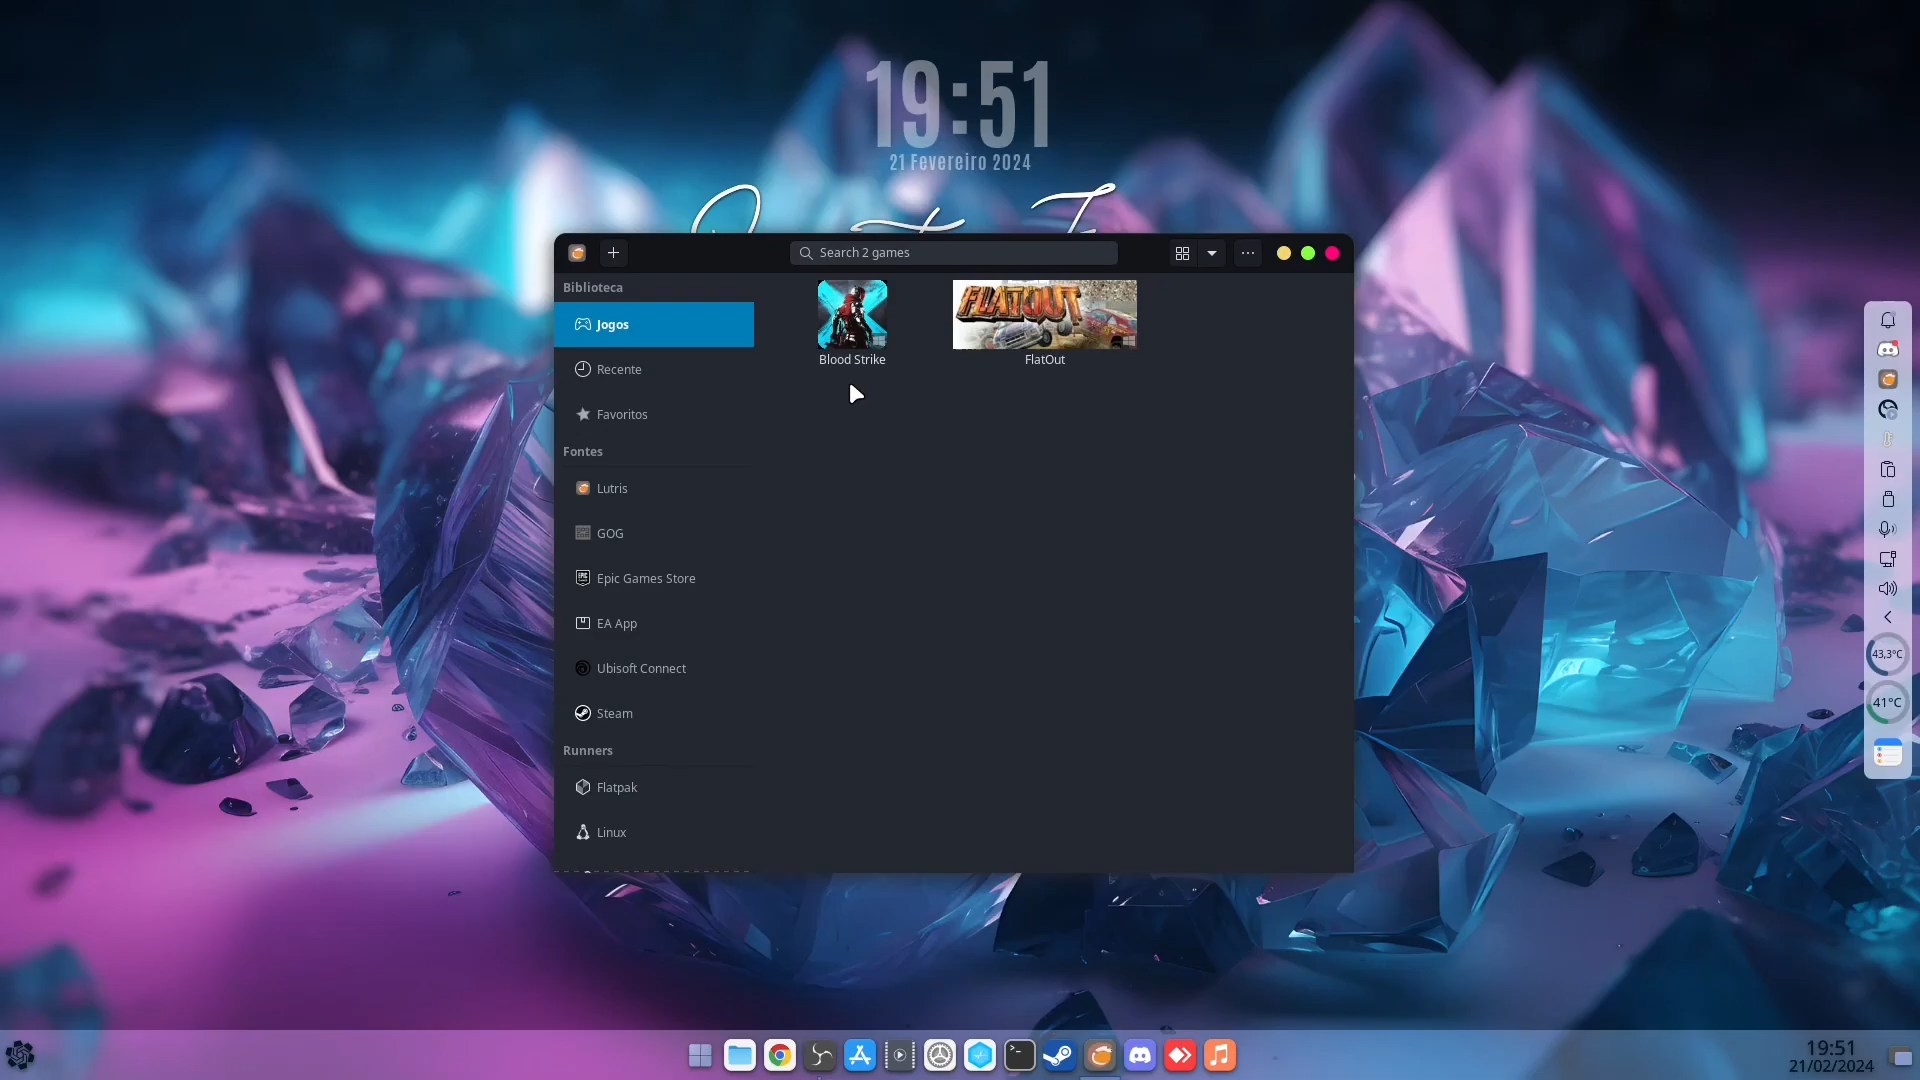 19:51
21 Fevereiro 2024
Search 2 games
Biblioteca
Jogos
Recente
Favoritos
Fontes
Lutris
GOG
Epic Games Store
EA App
Ubisoft Connect
Steam
Runners
Flatpak
Linux
FLATOUT
Blood Strike
FlatOut
43,3°C
41°C
19:51
21/02/2024